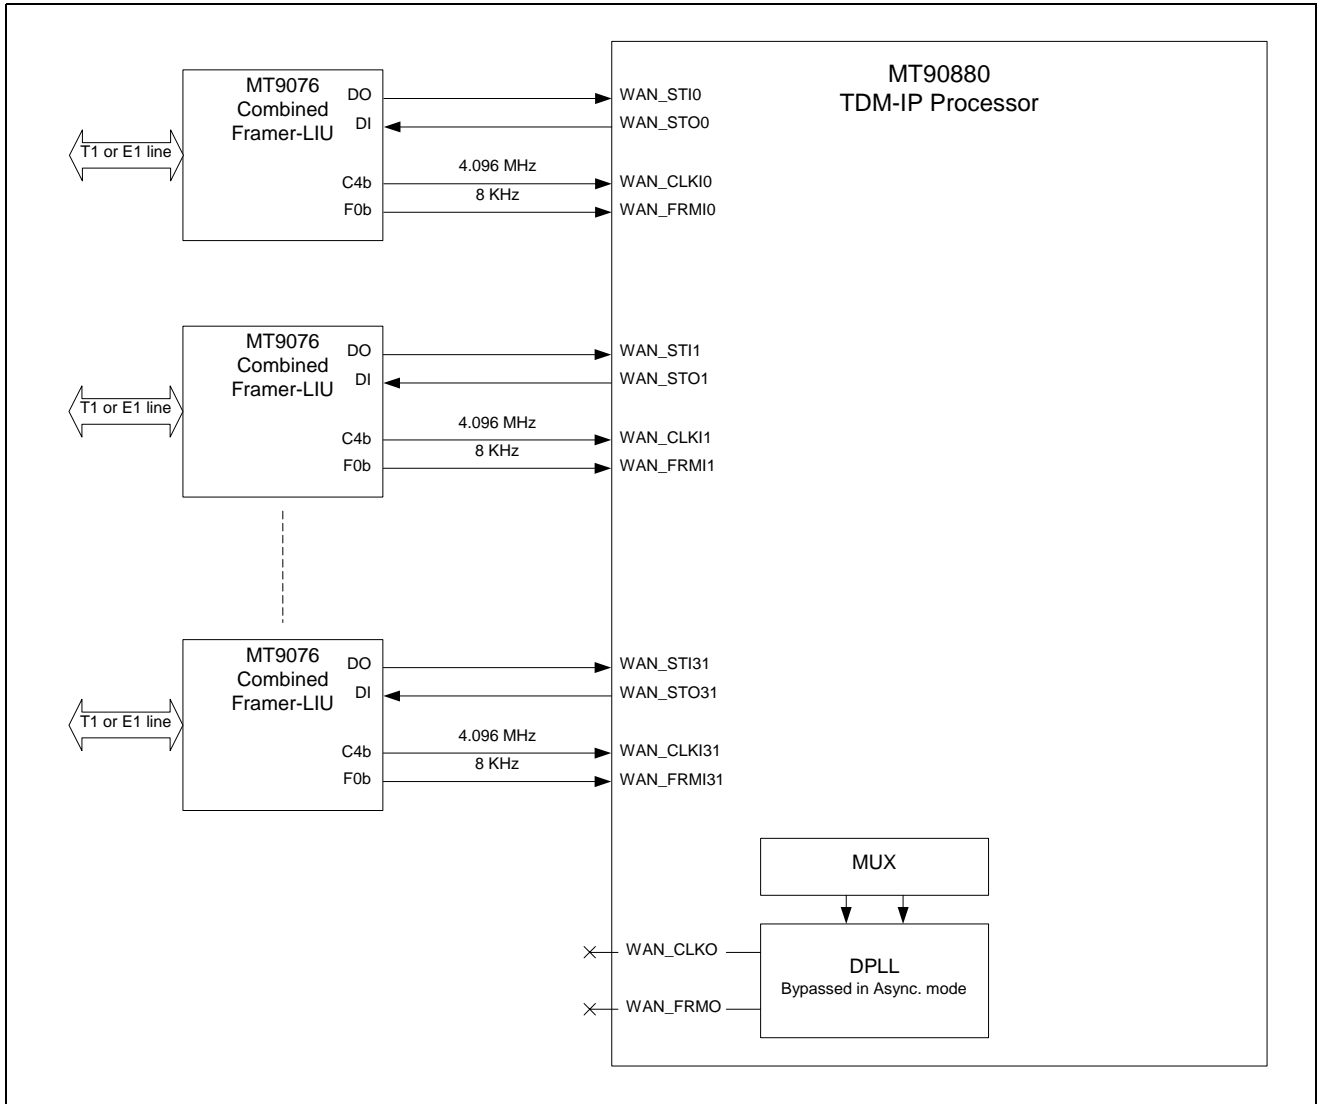 MT90880
TDM-IP Processor
MT9076
Combined
Framer-LIU
T1 or E1 line
DO
DI
C4b
F0b
4.096 MHz
8 KHz
WAN_STI0
WAN_STO0
WAN_CLKI0
WAN_FRMI0
MT9076
Combined
Framer-LIU
T1 or E1 line
DO
DI
C4b
F0b
4.096 MHz
8 KHz
WAN_STI1
WAN_STO1
WAN_CLKI1
WAN_FRMI1
MT9076
Combined
Framer-LIU
T1 or E1 line
DO
DI
C4b
F0b
4.096 MHz
8 KHz
WAN_STI31
WAN_STO31
WAN_CLKI31
WAN_FRMI31
MUX
WAN_CLKO
WAN_FRMO
DPLL
Bypassed in Async. mode